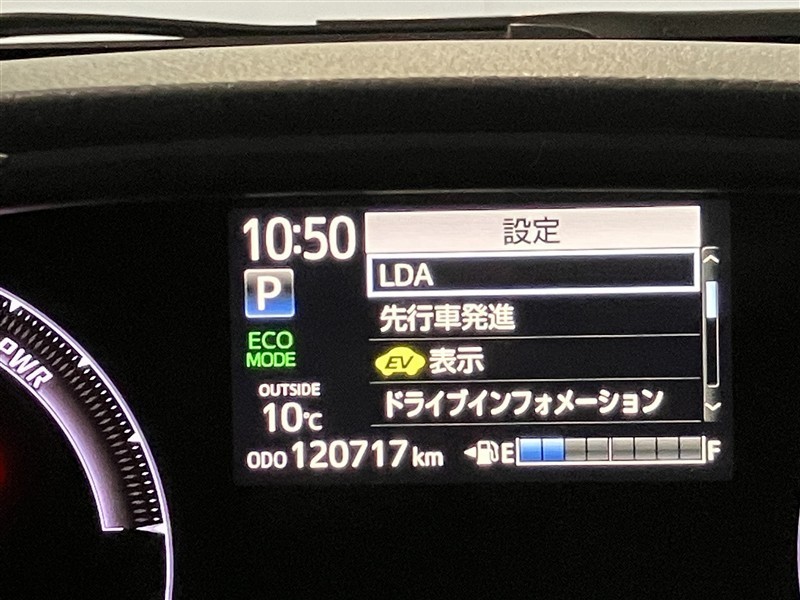 10:50
設定
LDA
P
先行車発進
ECO
MODE
EV 表示
OUTSIDE
10℃
ドライブインフォメーション
ODO 120717 km
E F
PWR